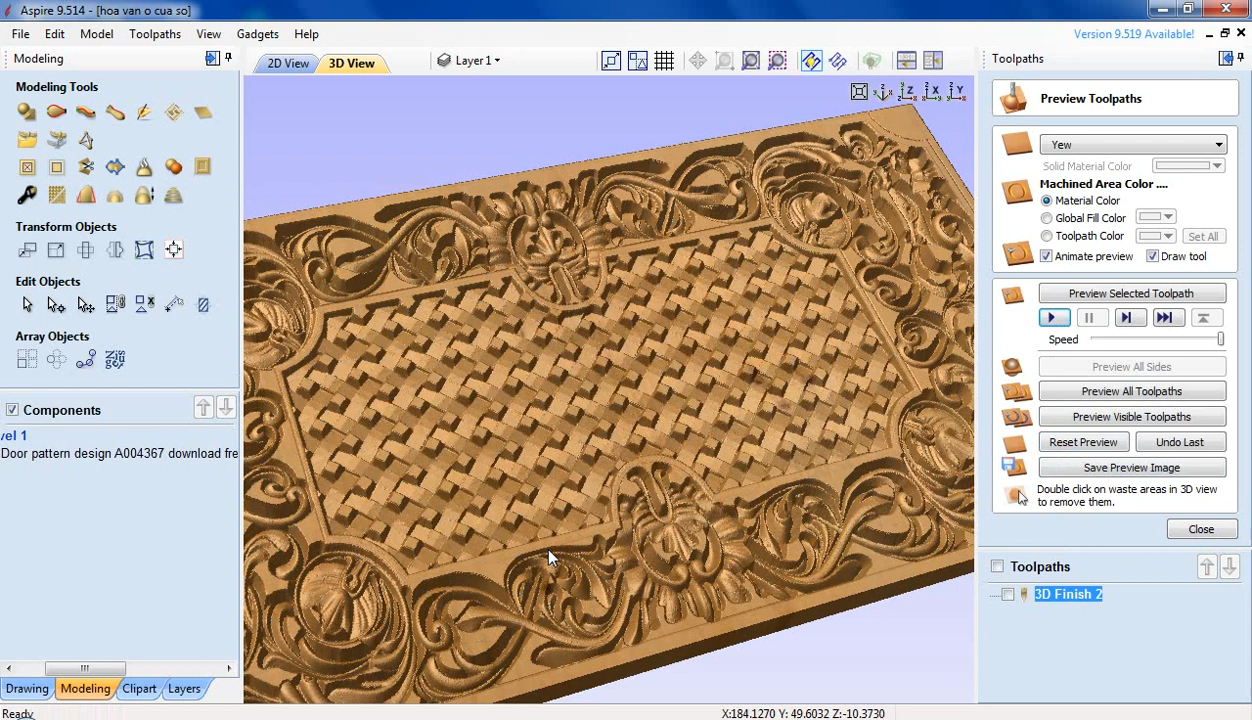 Aspire 9.514 - [hoa van o cua so]
File Edit Model Toolpaths View Gadgets Help
Version 9.519 Available!
Modeling
Modeling Tools
Transform Objects
Edit Objects
Array Objects
Components
vel 1
Door pattern design A004367 download fre
Drawing Modeling Clipart Layers
Ready
2D View 3D View
Layer 1
Z X Y
X:184.1270 Y: 49.6032 Z:-10.3730
Toolpaths
Preview Toolpaths
Yew
Solid Material Color
Machined Area Color ....
Material Color
Global Fill Color
Toolpath Color Set All
Animate preview Draw tool
Preview Selected Toolpath
Speed
Preview All Sides
Preview All Toolpaths
Preview Visible Toolpaths
Reset Preview Undo Last
Save Preview Image
Double click on waste areas in 3D view
to remove them.
Close
Toolpaths
3D Finish 2